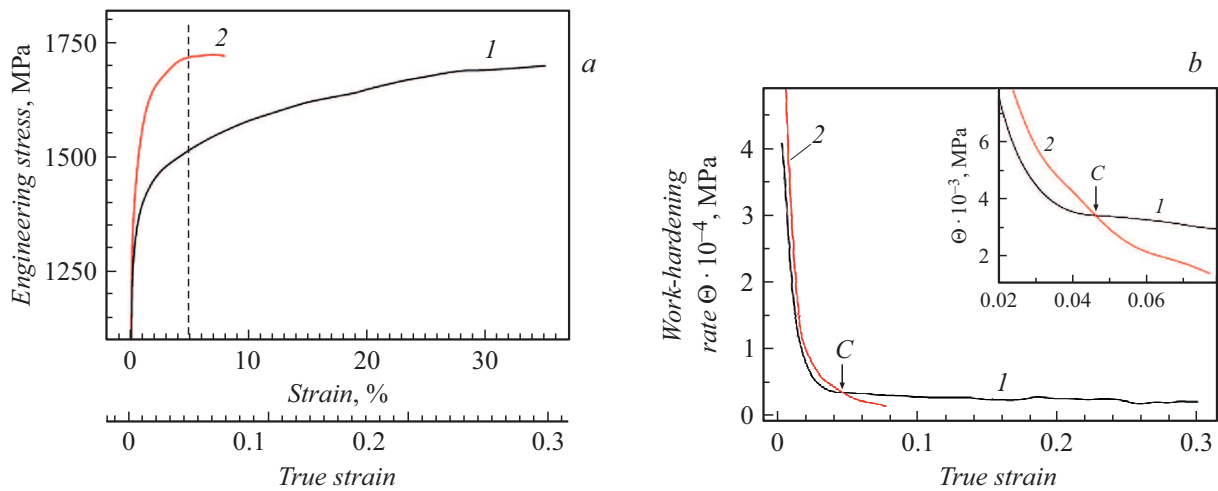 a
Engineering stress, MPa
1750
1500
1250
2
1
0 10 20 30
Strain, %
0 0.1 0.2 0.3
True strain
b
Work-hardening
rate Θ · 10⁻⁴, MPa
4
3
2
1
0
2
C
1
0 0.1 0.2 0.3
True strain
Θ · 10⁻³, MPa
6
4
2
2
C
1
0.02 0.04 0.06